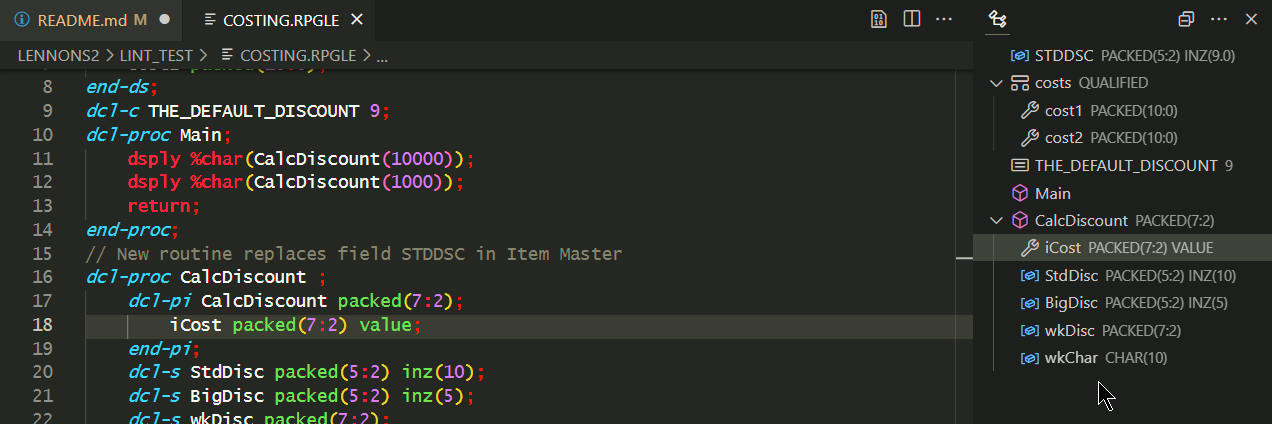 README.md M
COSTING.RPGLE
LENNONS2 > LINT_TEST > COSTING.RPGLE > ...
8 end-ds;
9 dcl-c THE_DEFAULT_DISCOUNT 9;
10 dcl-proc Main;
11 dsply %char(CalcDiscount(10000));
12 dsply %char(CalcDiscount(1000));
13 return;
14 end-proc;
15 // New routine replaces field STDDSC in Item Master
16 dcl-proc CalcDiscount ;
17 dcl-pi CalcDiscount packed(7:2);
18 iCost packed(7:2) value;
19 end-pi;
20 dcl-s StdDisc packed(5:2) inz(10);
21 dcl-s BigDisc packed(5:2) inz(5);
22 dcl-s wkDisc packed(7:2);
STDDSC PACKED(5:2) INZ(9.0)
costs QUALIFIED
cost1 PACKED(10:0)
cost2 PACKED(10:0)
THE_DEFAULT_DISCOUNT 9
Main
CalcDiscount PACKED(7:2)
iCost PACKED(7:2) VALUE
StdDisc PACKED(5:2) INZ(10)
BigDisc PACKED(5:2) INZ(5)
wkDisc PACKED(7:2)
wkChar CHAR(10)